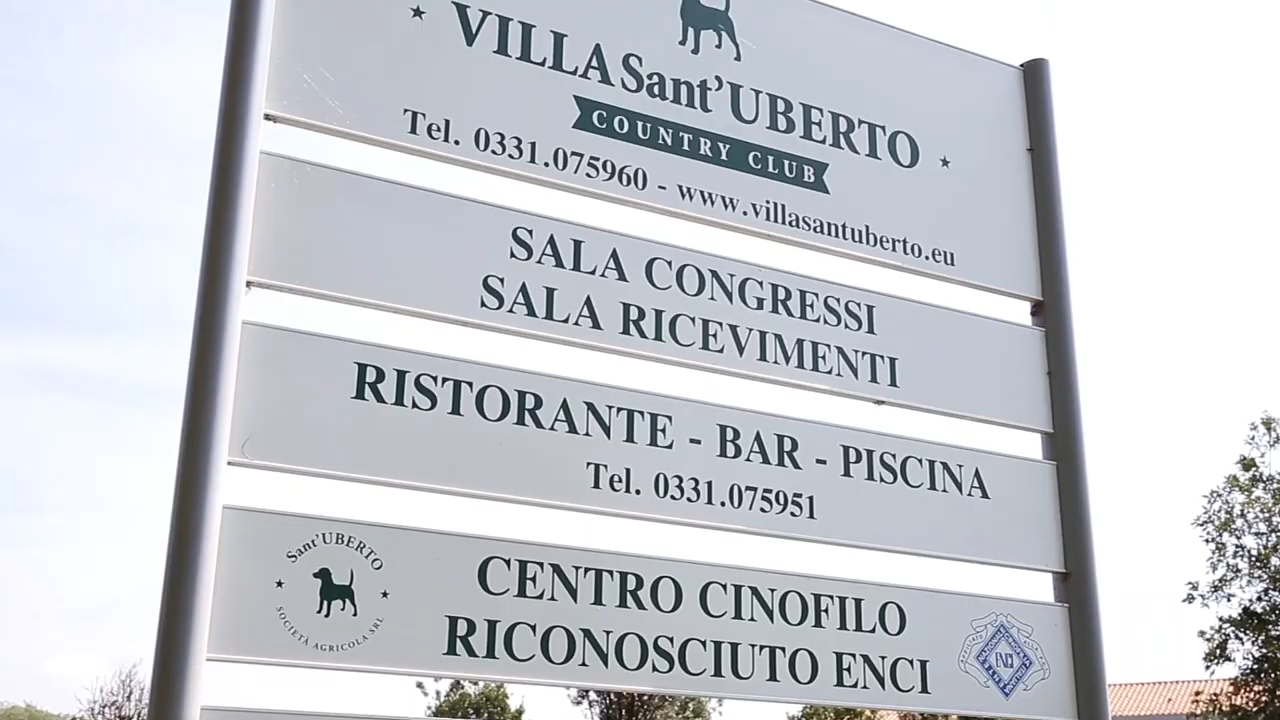 VILLA Sant'UBERTO
COUNTRY CLUB
Tel. 0331.075960 - www.villasantuberto.eu
SALA CONGRESSI
SALA RICEVIMENTI
RISTORANTE - BAR - PISCINA
Tel. 0331.075951
Sant'UBERTO
SOCIETÀ AGRICOLA SRL
CENTRO CINOFILO
RICONOSCIUTO ENCI
ENCI